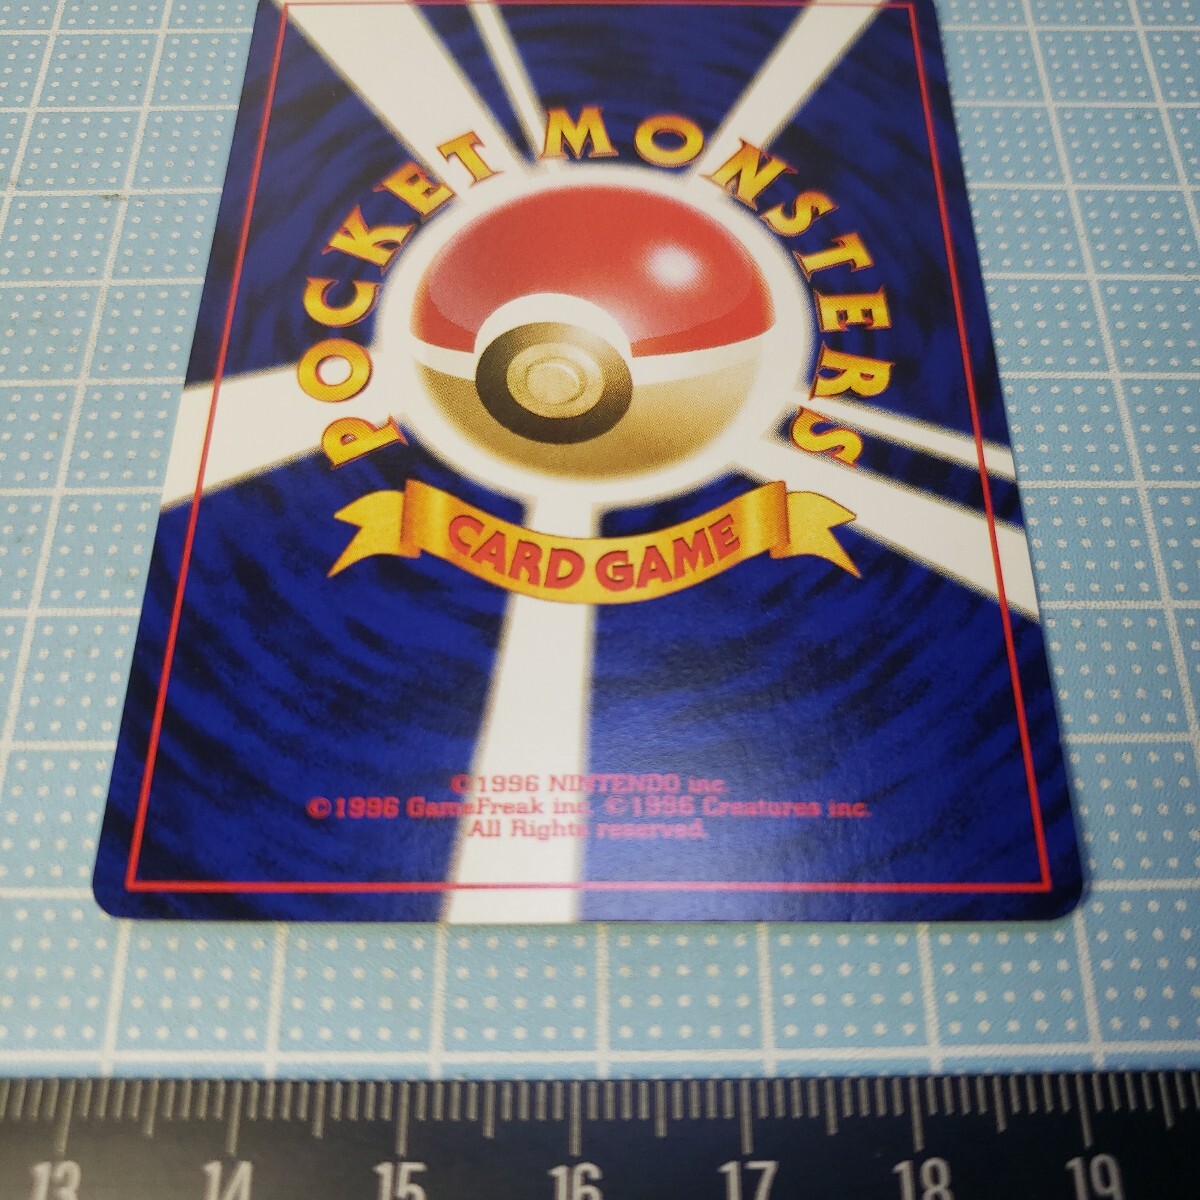 POCKET MONSTERS
CARD GAME
©1996 NINTENDO inc.
©1996 GameFreak inc. ©1996 Creatures inc.
All Rights reserved.
13 14 15 16 17 18 19